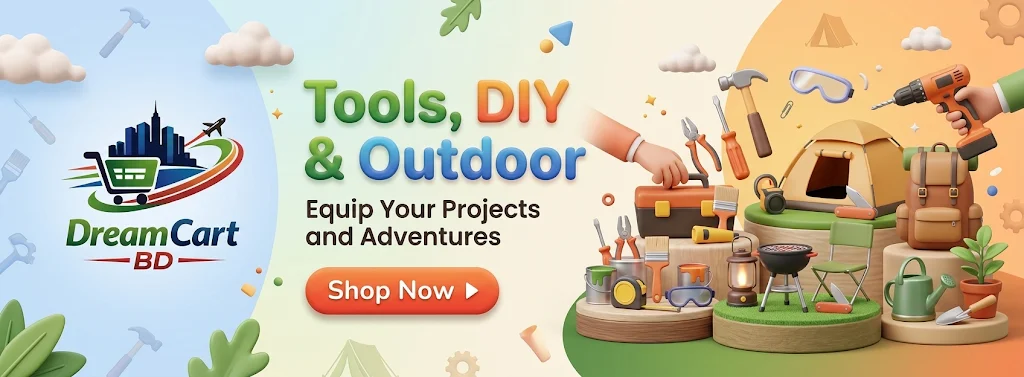 DreamCart
BD
Tools, DIY
& Outdoor
Equip Your Projects
and Adventures
Shop Now